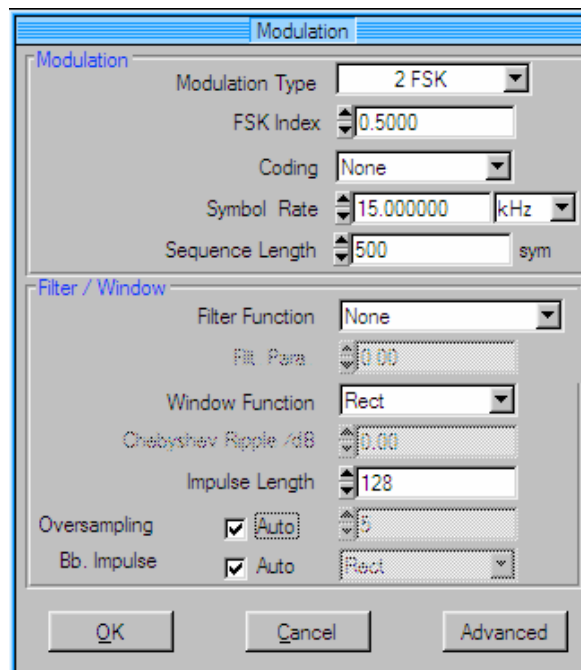 Modulation
Modulation
Modulation Type 2 FSK
FSK Index 0.5000
Coding None
Symbol Rate 15.000000 kHz
Sequence Length 500 sym
Filter / Window
Filter Function None
Filt. Para 0.00
Window Function Rect
Chebyshev Ripple /dB 0.00
Impulse Length 128
Oversampling Auto 5
Bb. Impulse Auto Rect
OK Cancel Advanced